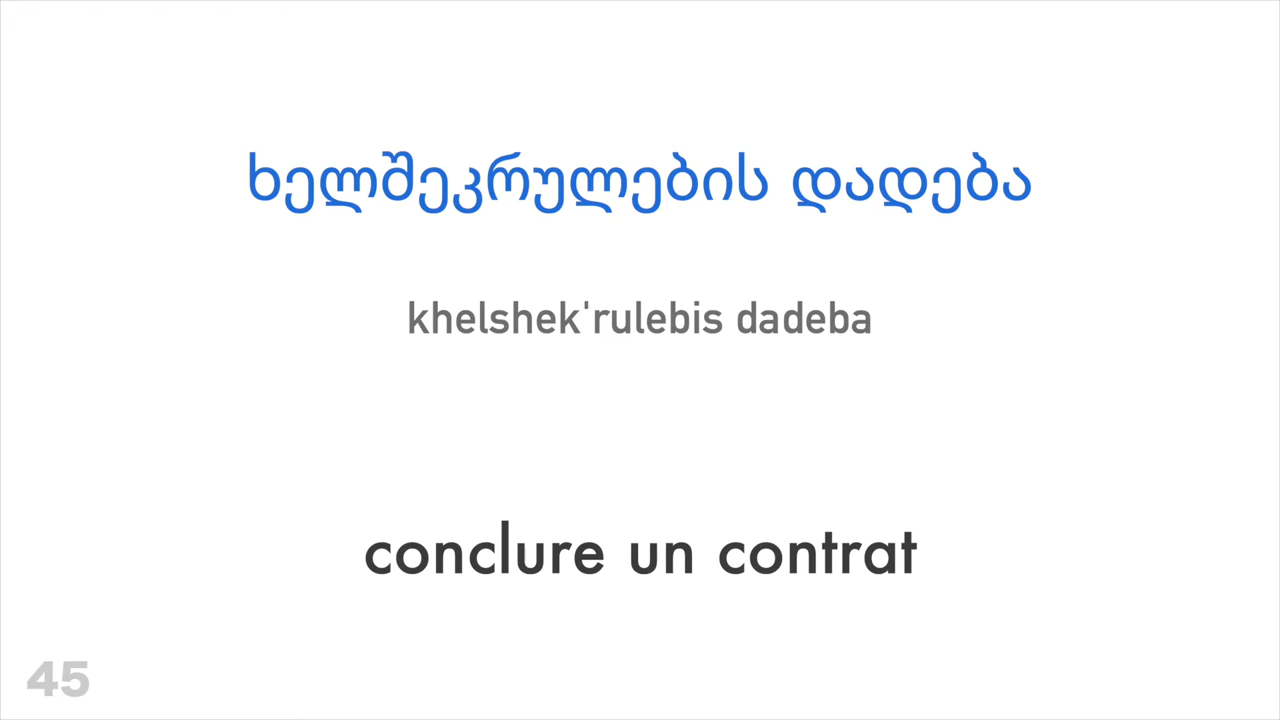 ხელშეკრულების დადება
khelshek'rulebis dadeba
conclure un contrat
45